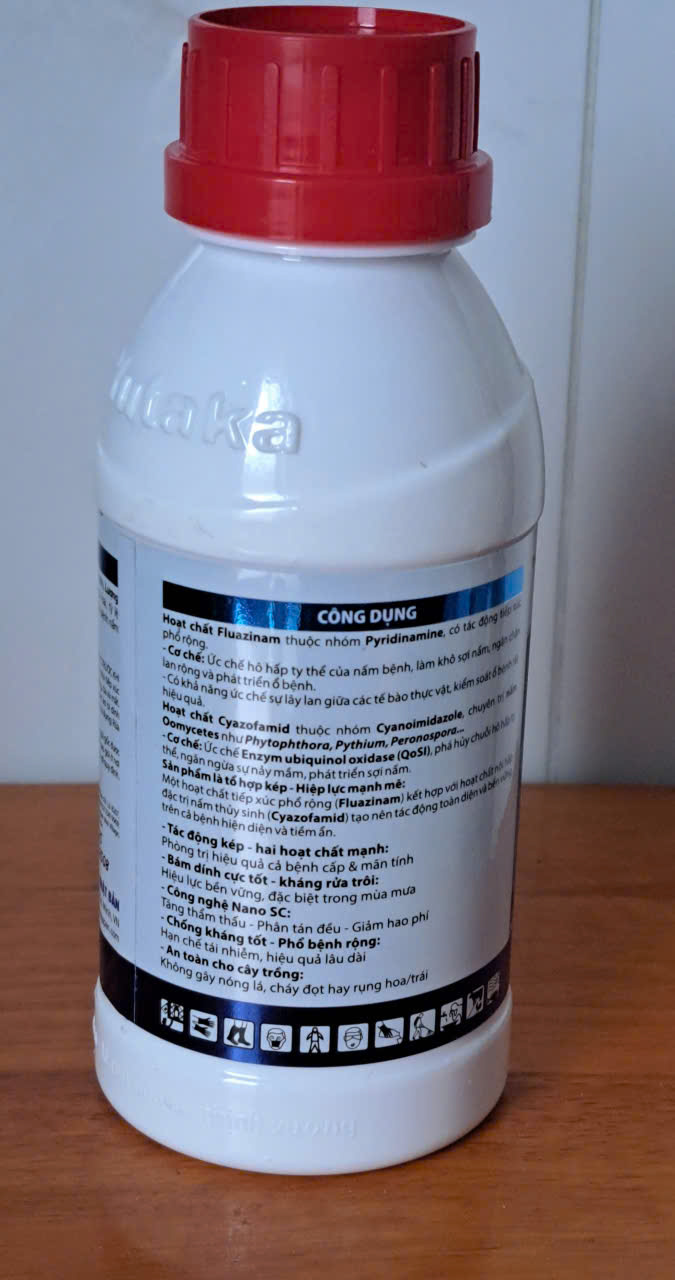 Yutaka
CÔNG DỤNG
Hoạt chất Fluazinam thuộc nhóm Pyridinamine, có tác động tiếp xúc
phổ rộng.
- Cơ chế: Ức chế hô hấp ty thể của nấm bệnh, làm khô sợi nấm, ngăn chặn
lan rộng và phát triển ổ bệnh.
- Có khả năng ức chế sự lây lan giữa các tế bào thực vật, kiểm soát ổ bệnh rất
hiệu quả.
Hoạt chất Cyazofamid thuộc nhóm Cyanoimidazole, chuyên trị nấm
Oomycetes như Phytophthora, Pythium, Peronospora...
- Cơ chế: Ức chế Enzym ubiquinol oxidase (QoSI), phá hủy chuỗi hô hấp ty
thể, ngăn ngừa sự nảy mầm, phát triển sợi nấm.
Sản phẩm là tổ hợp kép - Hiệp lực mạnh mẽ:
Một hoạt chất tiếp xúc phổ rộng (Fluazinam) kết hợp với hoạt chất nội hấp
đặc trị nấm thủy sinh (Cyazofamid) tạo nên tác động toàn diện và bền vững
trên cả bệnh hiện diện và tiềm ẩn.
- Tác động kép - hai hoạt chất mạnh:
Phòng trị hiệu quả cả bệnh cấp & mãn tính
- Bám dính cực tốt - kháng rửa trôi:
Hiệu lực bền vững, đặc biệt trong mùa mưa
- Công nghệ Nano SC:
Tăng thẩm thấu - Phân tán đều - Giảm hao phí
- Chống kháng tốt - Phổ bệnh rộng:
Hạn chế tái nhiễm, hiệu quả lâu dài
- An toàn cho cây trồng:
Không gây nóng lá, cháy đọt hay rụng hoa/trái